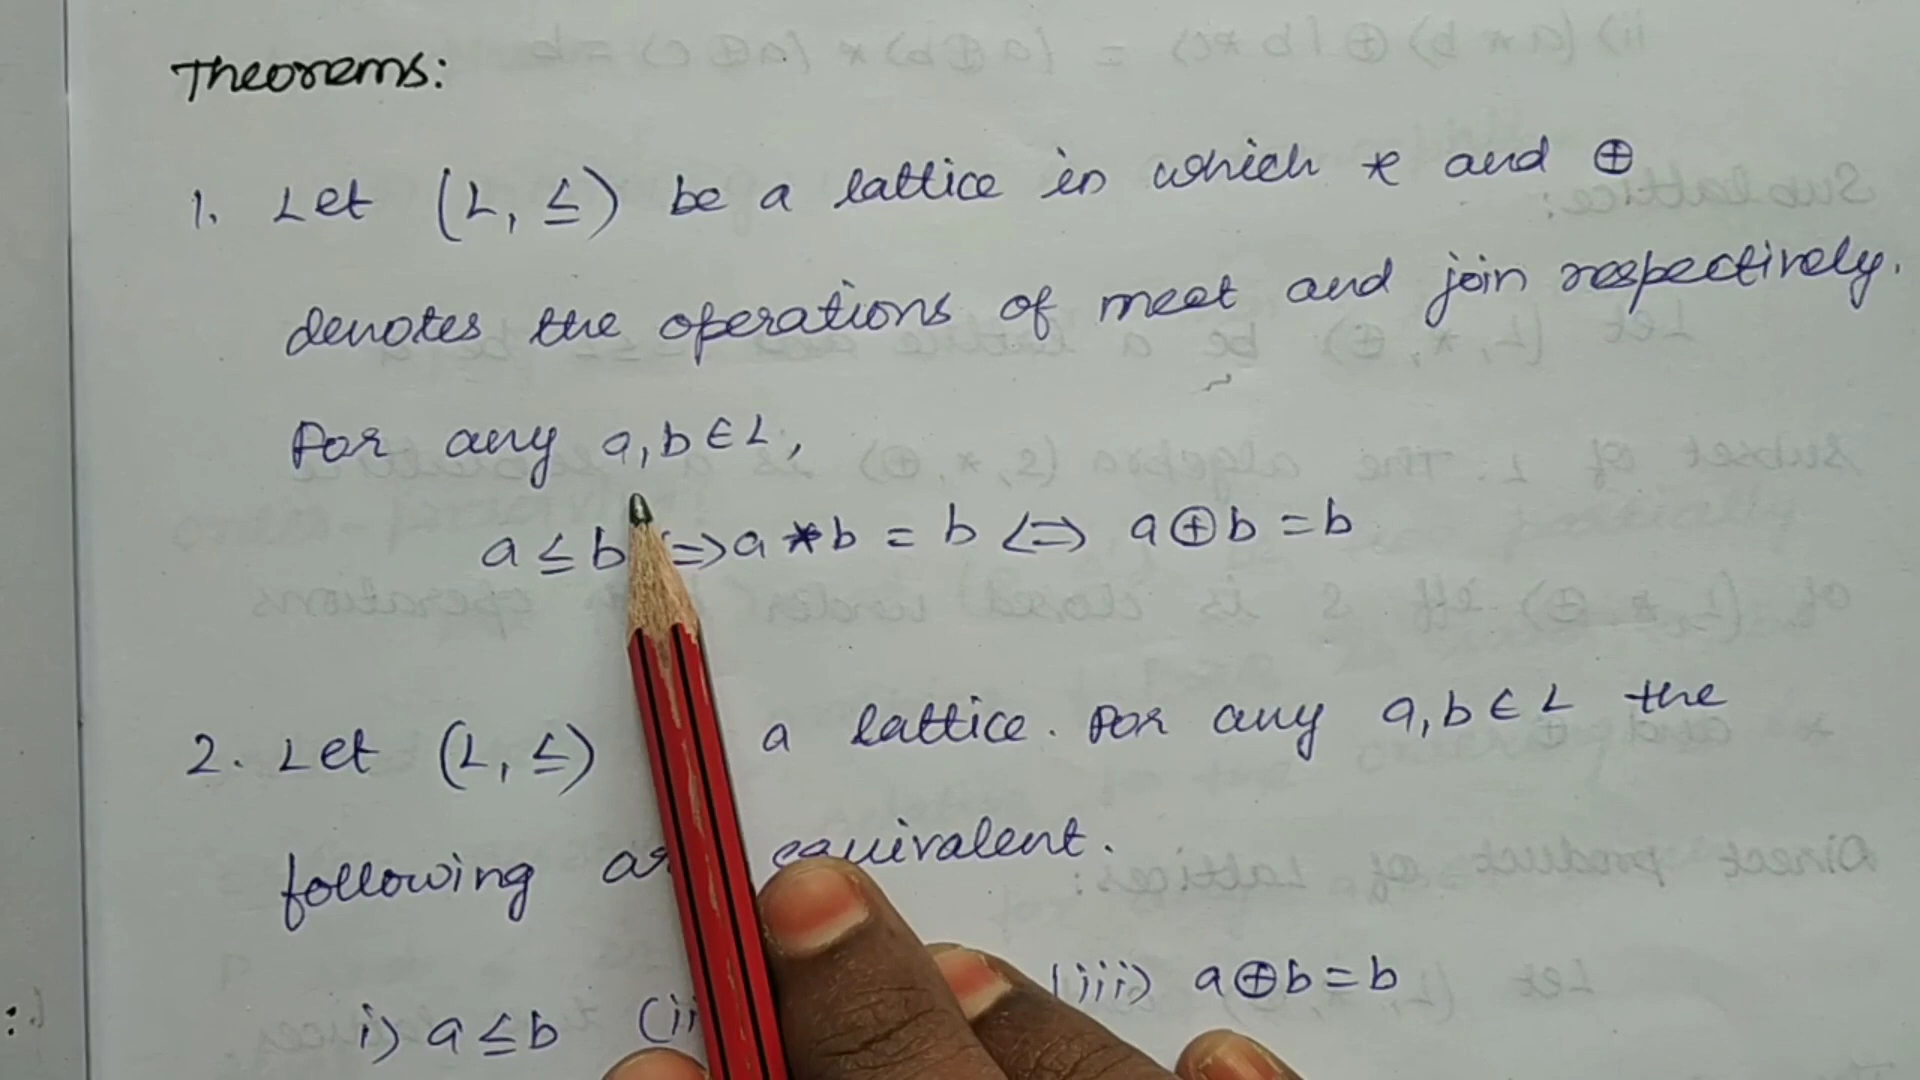 Theorems:
1. Let (L, ≤) be a lattice in which * and ⊕
denotes the operations of meet and join respectively.
For any a, b ∈ L,
a ≤ b ⇔ a * b = b ⇔ a ⊕ b = b
2. Let (L, ≤) a lattice. For any a, b ∈ L the
following equivalent.
i) a ≤ b (ii (iii) a ⊕ b = b